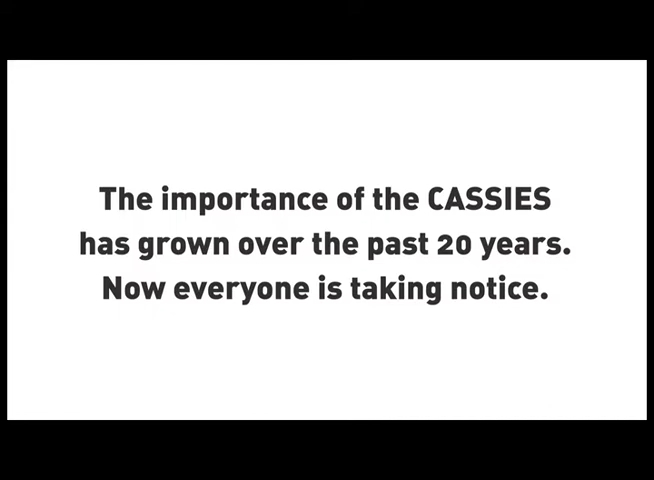 The importance of the CASSIES
has grown over the past 20 years.
Now everyone is taking notice.